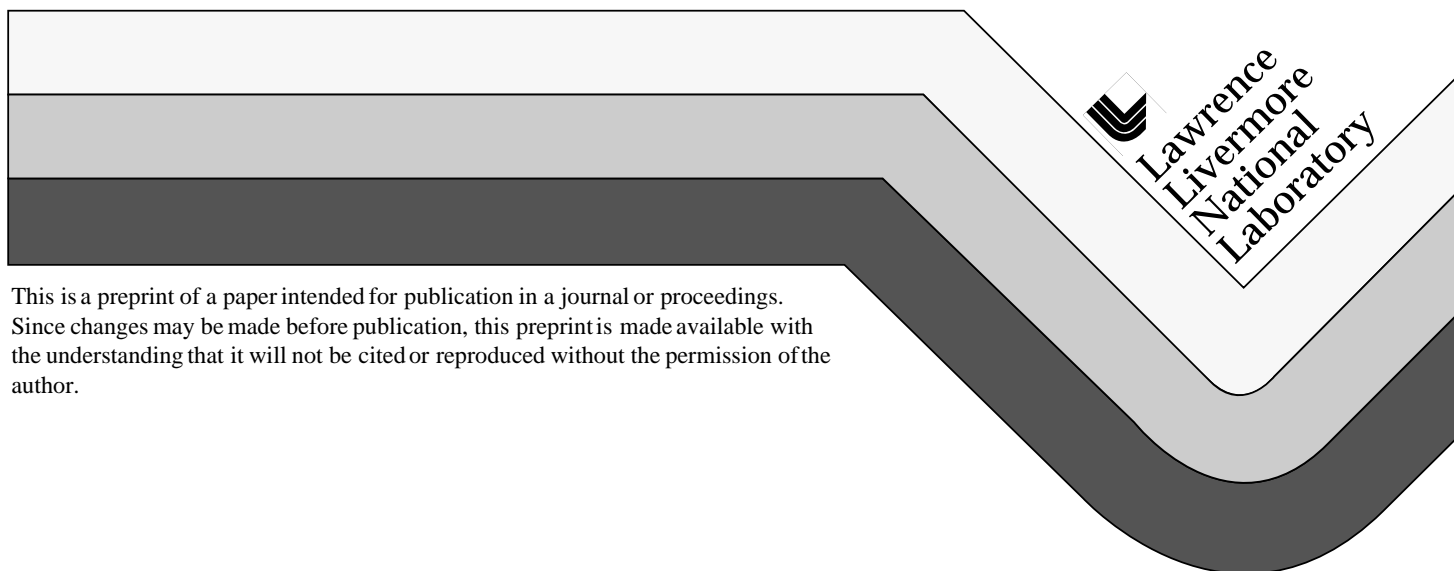 Lawrence
Livermore
National
Laboratory
This is a preprint of a paper intended for publication in a journal or proceedings.
Since changes may be made before publication, this preprint is made available with
the understanding that it will not be cited or reproduced without the permission of the
author.